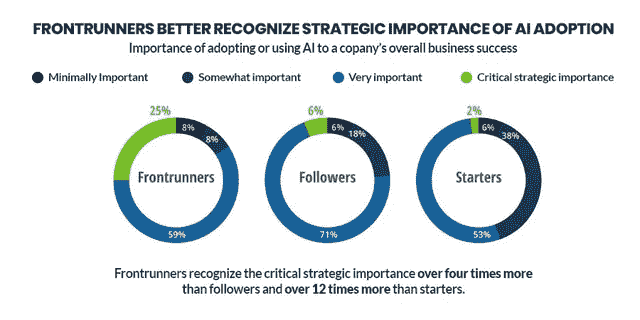 FRONTRUNNERS BETTER RECOGNIZE STRATEGIC IMPORTANCE OF AI ADOPTION
Importance of adopting or using AI to a copany's overall business success
Minimally Important Somewhat important Very important Critical strategic importance
25% 6% 2%
8% 6% 6%
8% 18% 38%
Frontrunners Followers Starters
59% 71% 53%
Frontrunners recognize the critical strategic importance over four times more
than followers and over 12 times more than starters.